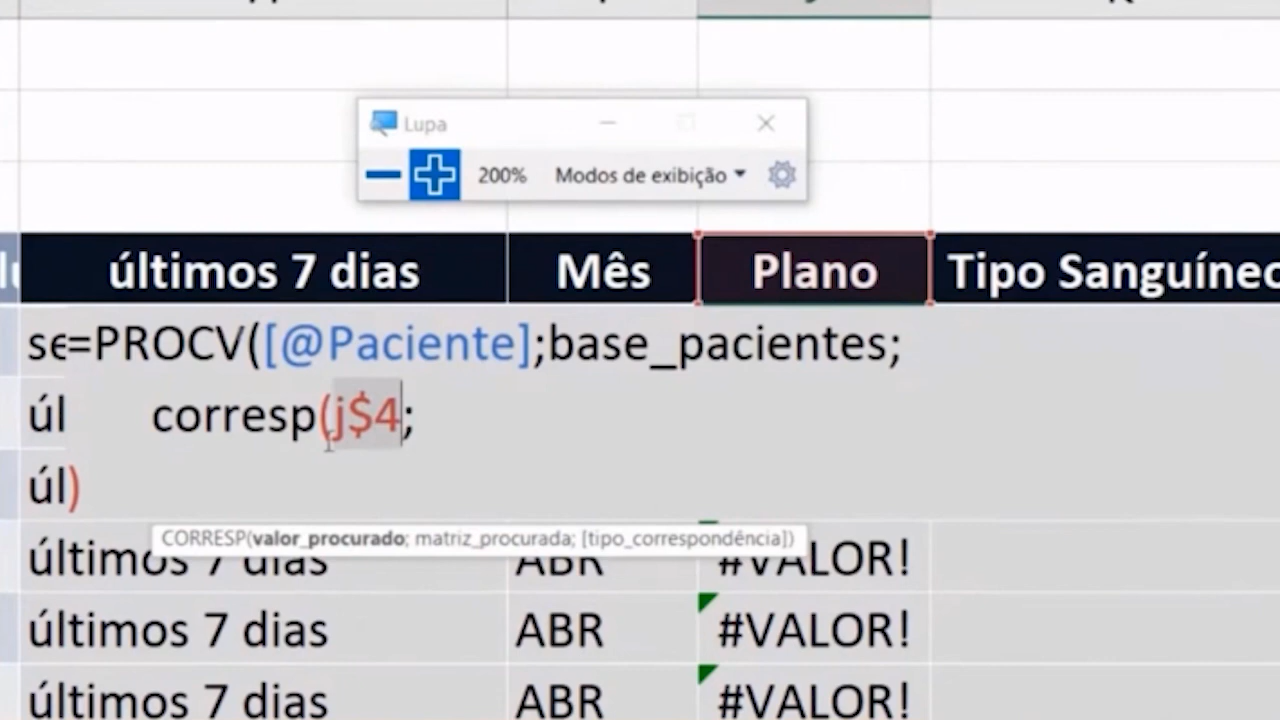 Lupa
200% Modos de exibição
últimos 7 dias Mês Plano Tipo Sanguíneo
se=PROCV([@Paciente];base_pacientes;
úl corresp(j$4;
úl)
CORRESP(valor_procurado; matriz_procurada; [tipo_correspondência])
últimos 7 dias ABR #VALOR!
últimos 7 dias ABR #VALOR!
últimos 7 dias ABR #VALOR!